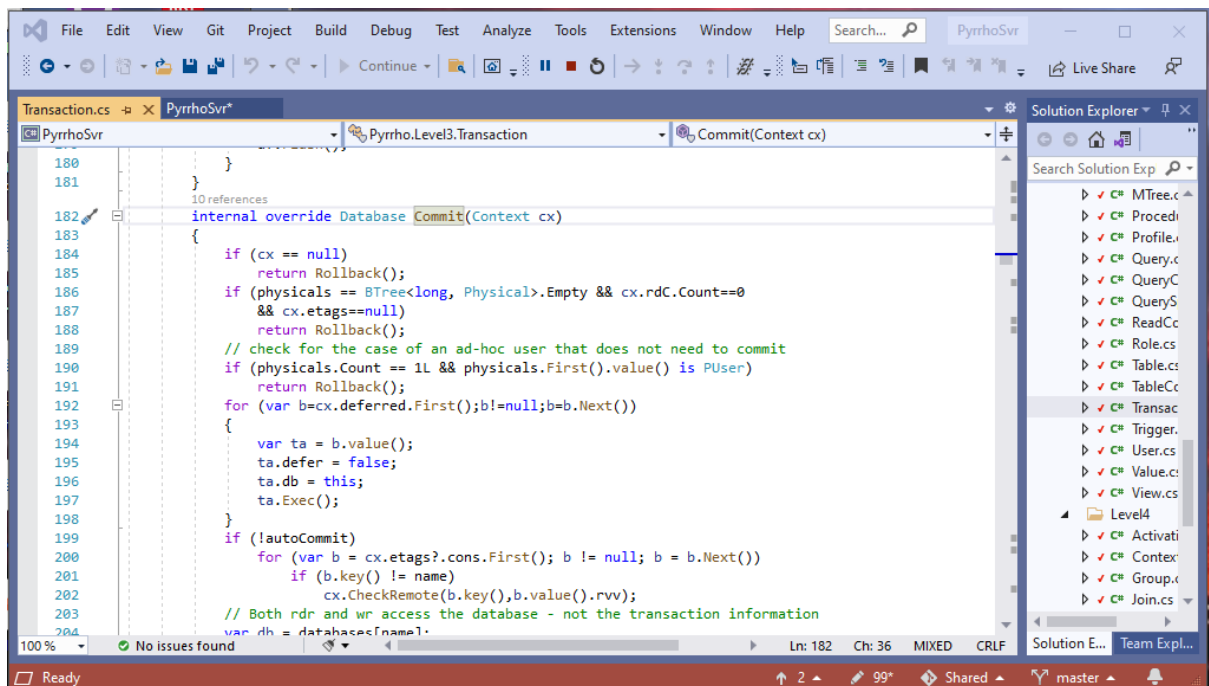 File Edit View Git Project Build Debug Test Analyze Tools Extensions Window Help Search... PyrrhoSvr
Continue Live Share
Transaction.cs PyrrhoSvr*
C# PyrrhoSvr Pyrrho.Level3.Transaction Commit(Context cx)
180 }
181 }
10 references
182 internal override Database Commit(Context cx)
183 {
184 if (cx == null)
185 return Rollback();
186 if (physicals == BTree<long, Physical>.Empty && cx.rdC.Count==0
187 && cx.etags==null)
188 return Rollback();
189 // check for the case of an ad-hoc user that does not need to commit
190 if (physicals.Count == 1L && physicals.First().value() is PUser)
191 return Rollback();
192 for (var b=cx.deferred.First();b!=null;b=b.Next())
193 {
194 var ta = b.value();
195 ta.defer = false;
196 ta.db = this;
197 ta.Exec();
198 }
199 if (!autoCommit)
200 for (var b = cx.etags?.cons.First(); b != null; b = b.Next())
201 if (b.key() != name)
202 cx.CheckRemote(b.key(),b.value().rvv);
203 // Both rdr and wr access the database - not the transaction information
204 var db = databases[name];
100 % No issues found Ln: 182 Ch: 36 MIXED CRLF
Solution Explorer
Search Solution Exp
C# MTree.c
C# Procedu
C# Profile.
C# Query.c
C# QueryC
C# QueryS
C# ReadCo
C# Role.cs
C# Table.cs
C# TableCo
C# Transac
C# Trigger.
C# User.cs
C# Value.cs
C# View.cs
Level4
C# Activati
C# Context
C# Group.c
C# Join.cs
Solution E... Team Expl...
Ready 2 99* Shared master